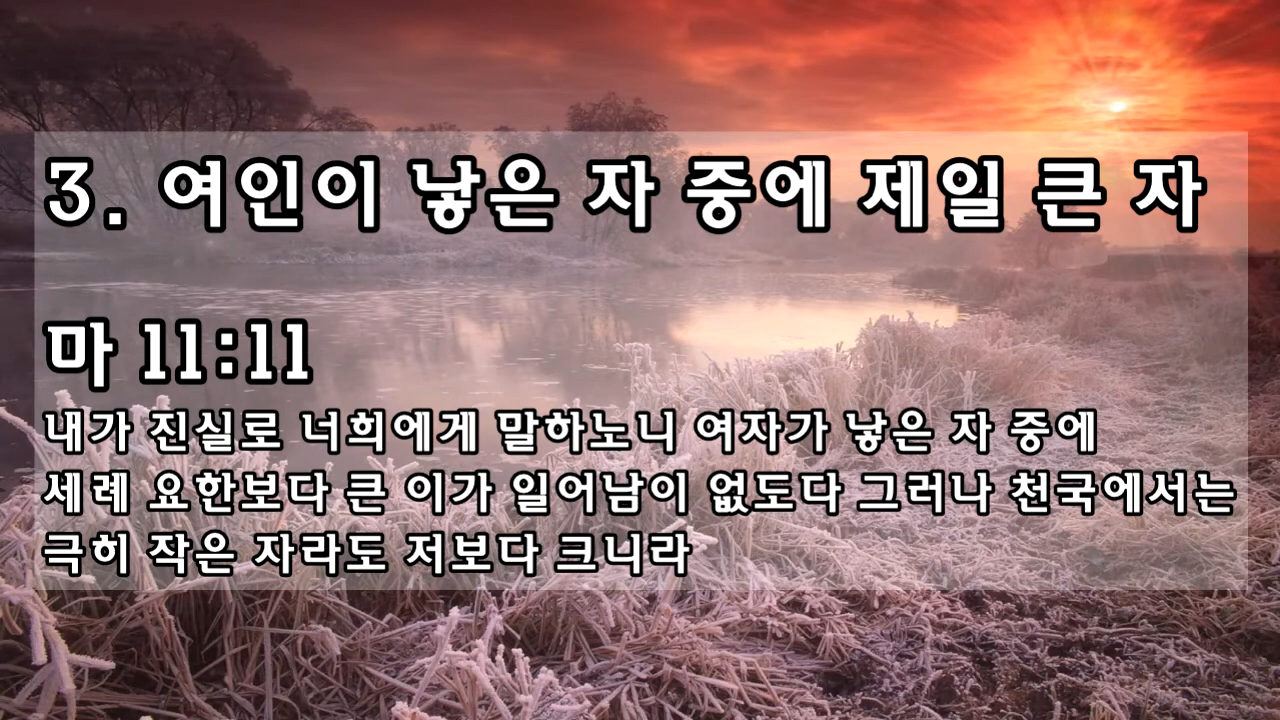 3. 여인이 낳은 자 중에 제일 큰 자
마 11:11
내가 진실로 너희에게 말하노니 여자가 낳은 자 중에
세례 요한보다 큰 이가 일어남이 없도다 그러나 천국에서는
극히 작은 자라도 저보다 크니라